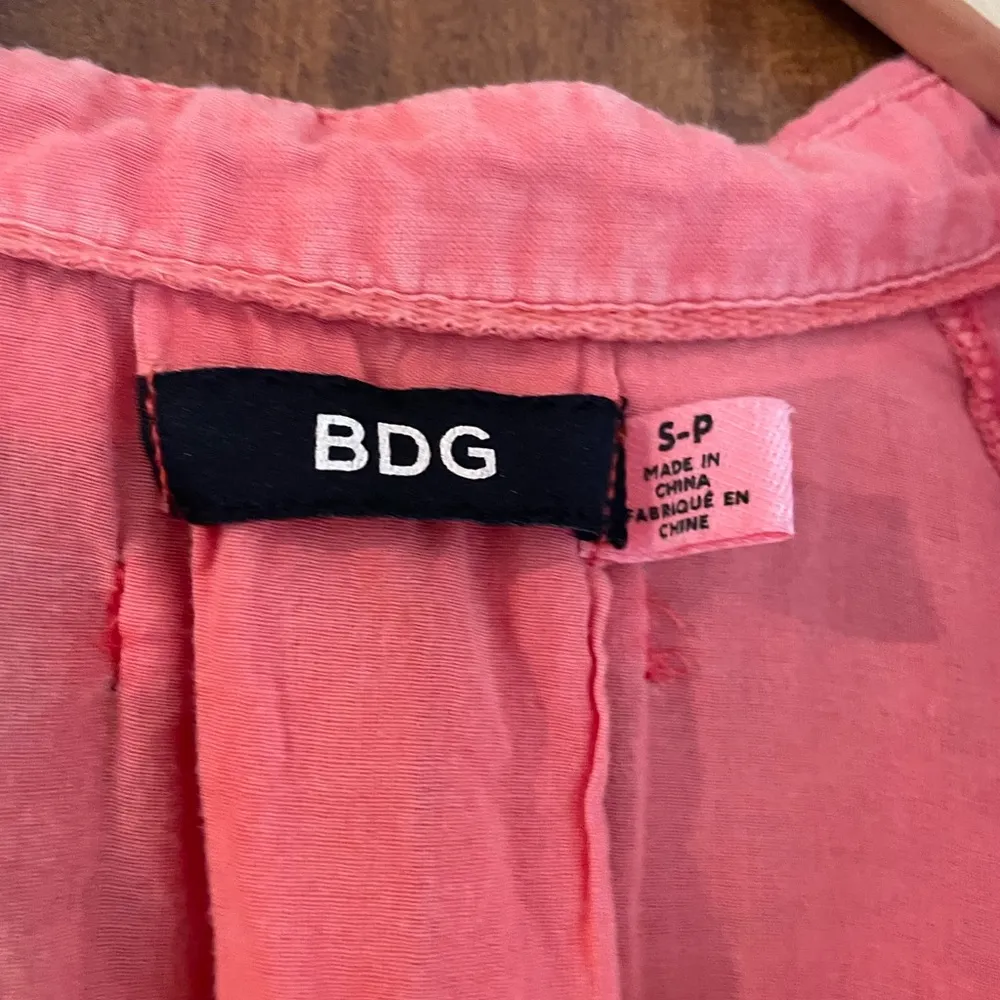 BDG
S-P
MADE IN
CHINA
FABRIQUÉ EN
CHINE